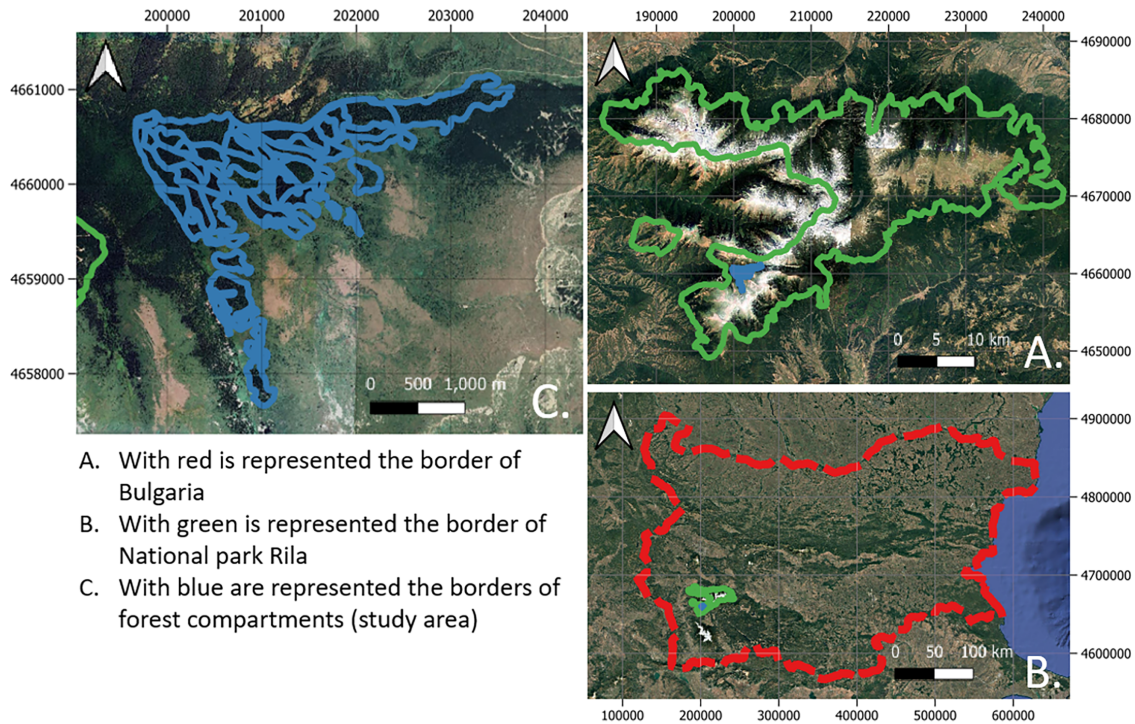 200000 201000 202000 203000 204000
190000 200000 210000 220000 230000 240000
4661000
4660000
4659000
4658000
0 500 1,000 m
C.
4690000
4680000
4670000
4660000
4650000
0 5 10 km
A.
A. With red is represented the border of
Bulgaria
B. With green is represented the border of
National park Rila
C. With blue are represented the borders of
forest compartments (study area)
4900000
4800000
4700000
4600000
0 50 100 km
B.
100000 200000 300000 400000 500000 600000